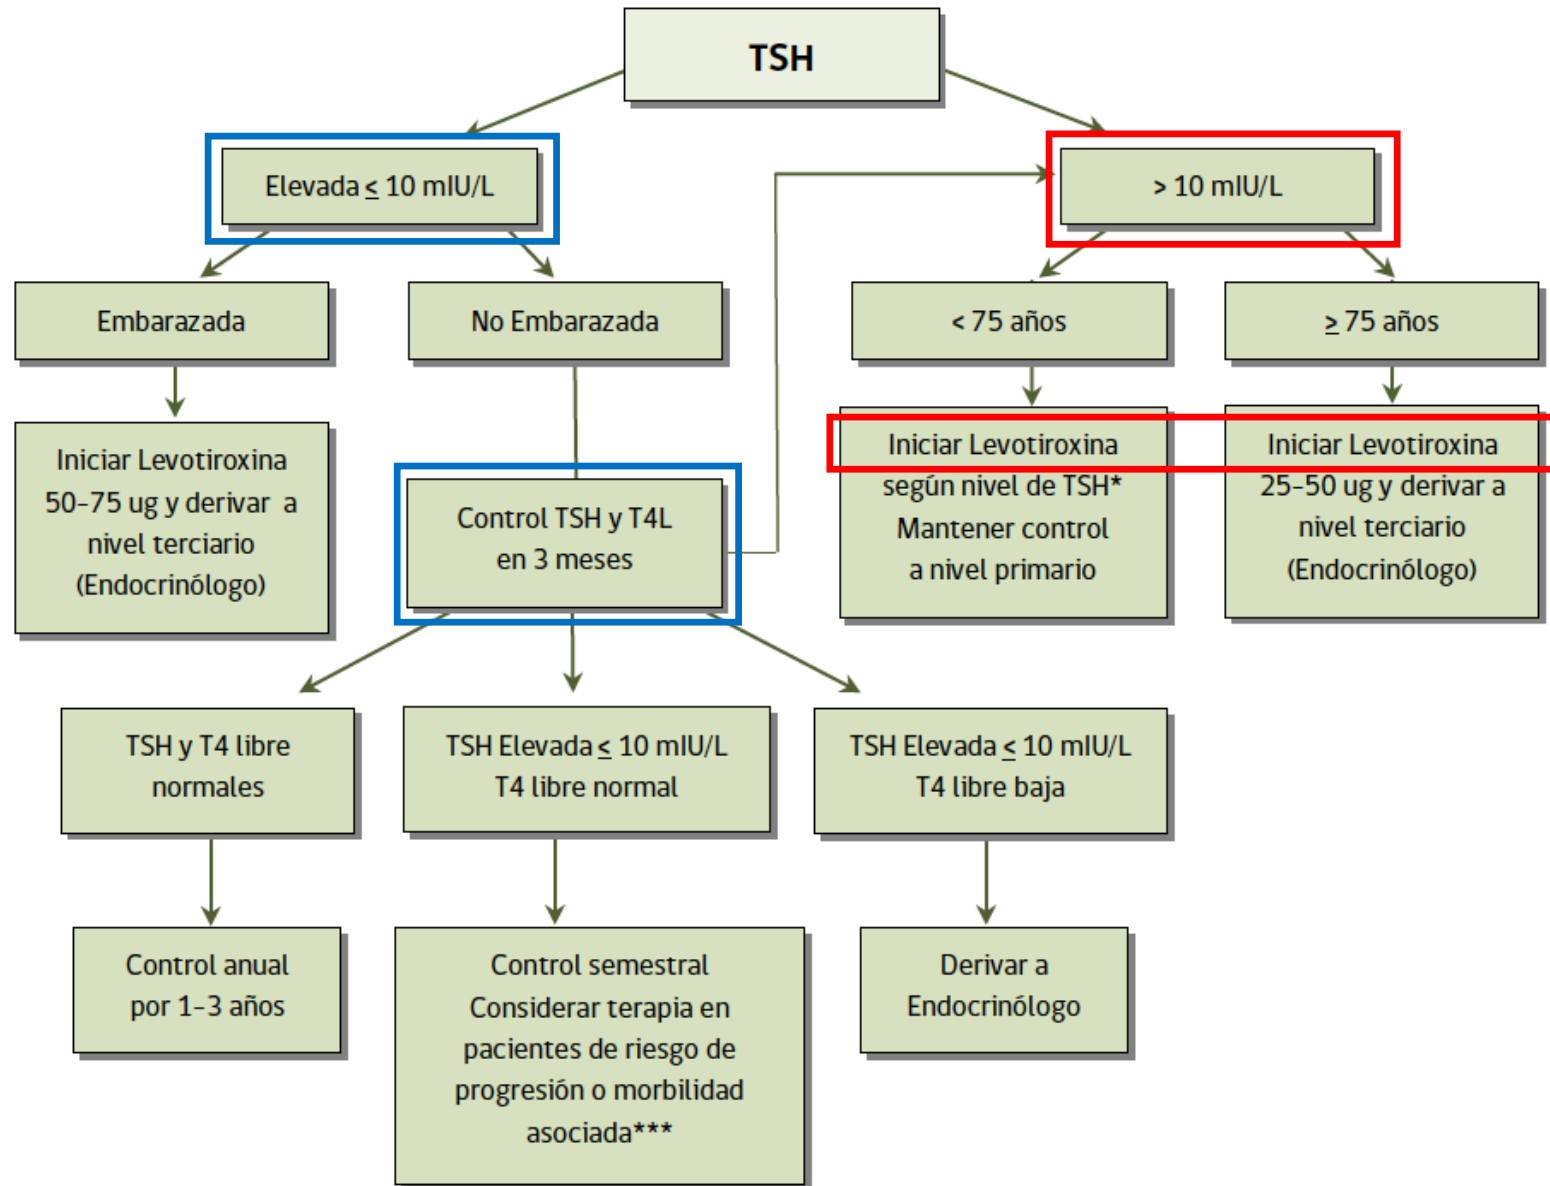 TSH
Elevada ≤ 10 mIU/L
> 10 mIU/L
Embarazada
No Embarazada
< 75 años
≥ 75 años
Iniciar Levotiroxina
50-75 ug y derivar a
nivel terciario
(Endocrinólogo)
Control TSH y T4L
en 3 meses
Iniciar Levotiroxina
según nivel de TSH*
Mantener control
a nivel primario
Iniciar Levotiroxina
25-50 ug y derivar a
nivel terciario
(Endocrinólogo)
TSH y T4 libre
normales
TSH Elevada ≤ 10 mIU/L
T4 libre normal
TSH Elevada ≤ 10 mIU/L
T4 libre baja
Control anual
por 1-3 años
Control semestral
Considerar terapia en
pacientes de riesgo de
progresión o morbilidad
asociada***
Derivar a
Endocrinólogo